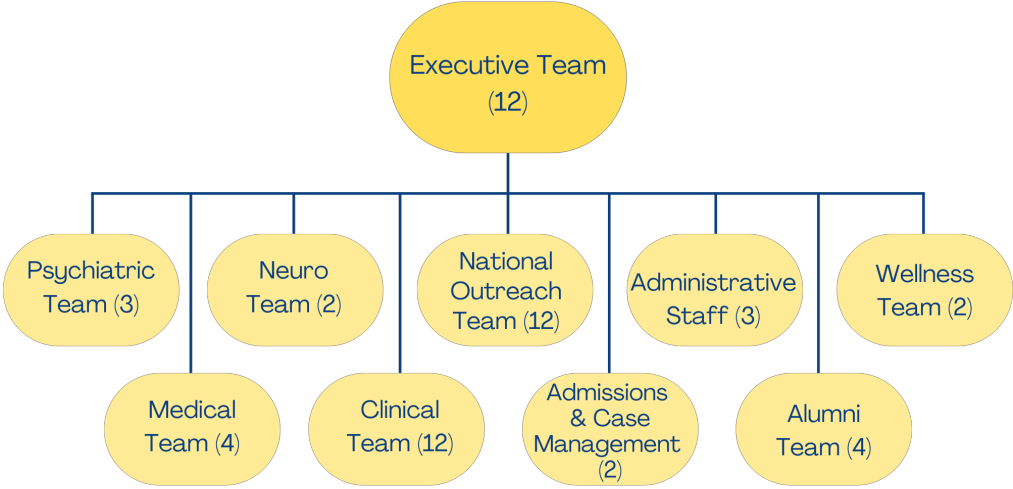 Executive Team
(12)
Psychiatric
Team (3)
Neuro
Team (2)
National
Outreach
Team (12)
Administrative
Staff (3)
Wellness
Team (2)
Medical
Team (4)
Clinical
Team (12)
Admissions
& Case
Management
(2)
Alumni
Team (4)